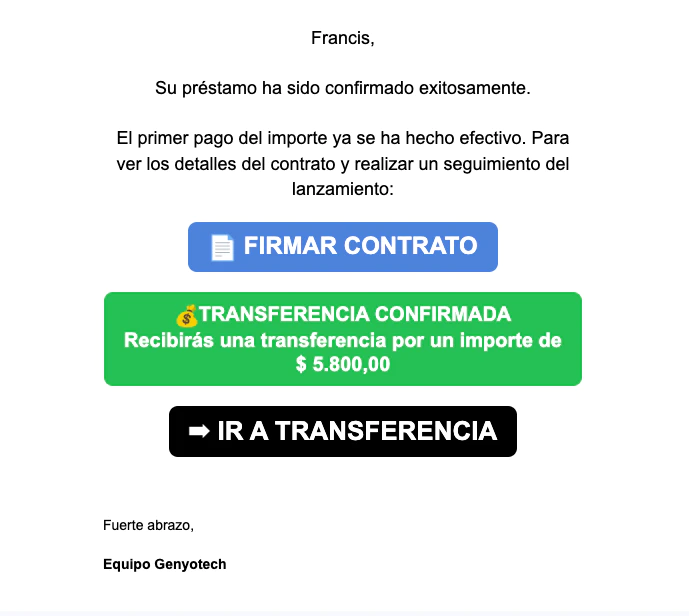 Francis,
Su préstamo ha sido confirmado exitosamente.
El primer pago del importe ya se ha hecho efectivo. Para
ver los detalles del contrato y realizar un seguimiento del
lanzamiento:
📄 FIRMAR CONTRATO
💰TRANSFERENCIA CONFIRMADA
Recibirás una transferencia por un importe de
$ 5.800,00
➡ IR A TRANSFERENCIA
Fuerte abrazo,
Equipo Genyotech